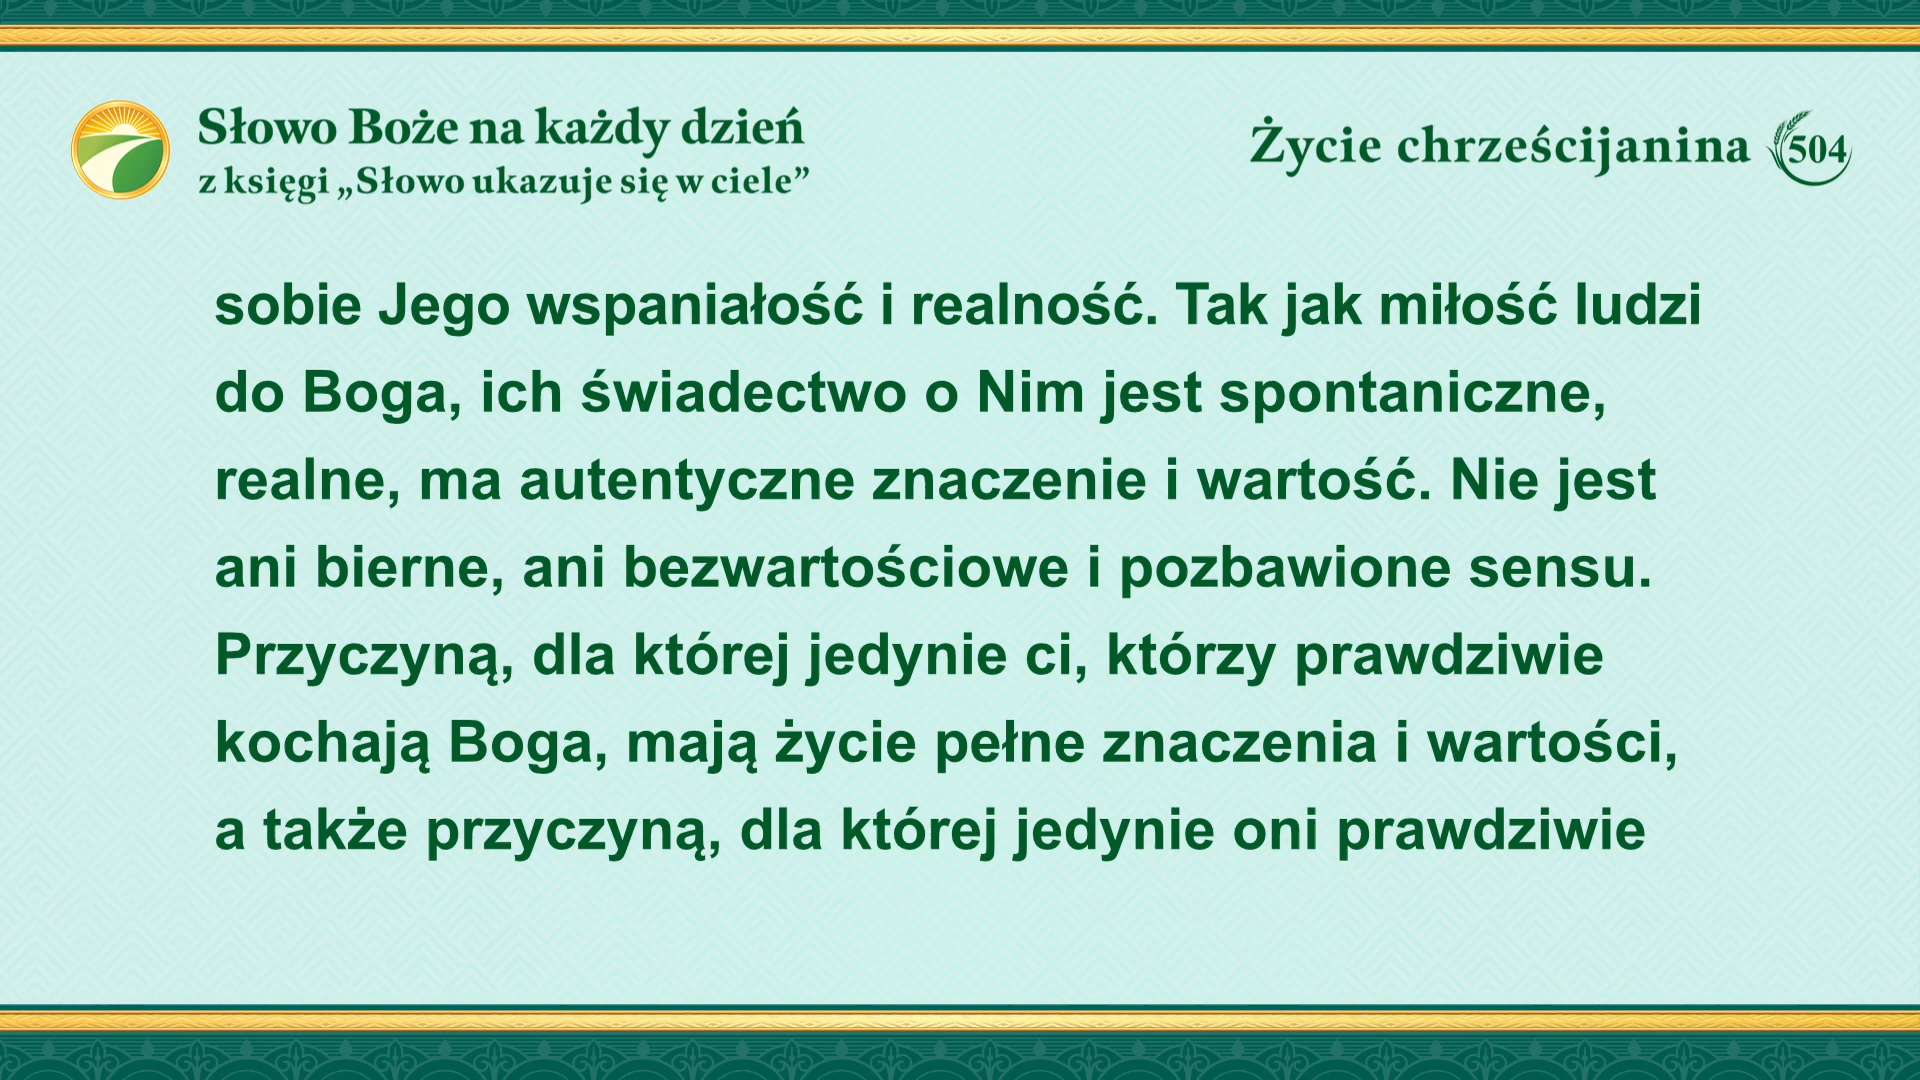 Słowo Boże na każdy dzień
z księgi „Słowo ukazuje się w ciele”
Życie chrześcijanina 504
sobie Jego wspaniałość i realność. Tak jak miłość ludzi
do Boga, ich świadectwo o Nim jest spontaniczne,
realne, ma autentyczne znaczenie i wartość. Nie jest
ani bierne, ani bezwartościowe i pozbawione sensu.
Przyczyną, dla której jedynie ci, którzy prawdziwie
kochają Boga, mają życie pełne znaczenia i wartości,
a także przyczyną, dla której jedynie oni prawdziwie